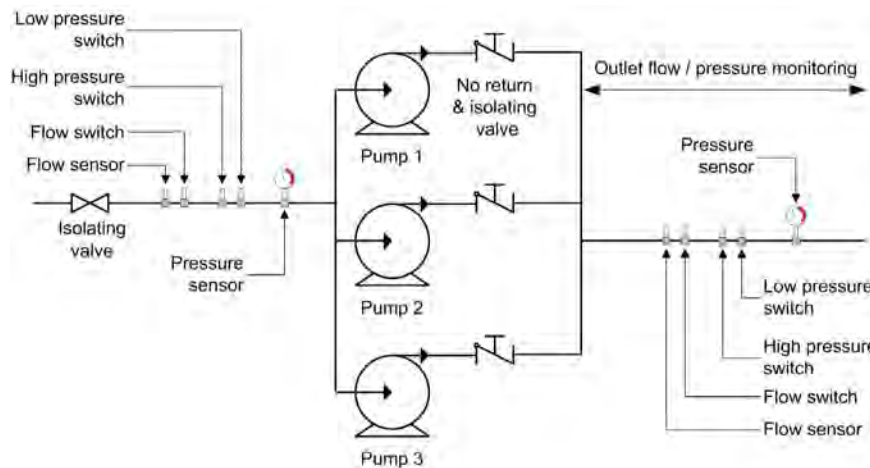 Low pressure
switch
High pressure
switch
Flow switch
Flow sensor
Isolating
valve
Pressure
sensor
Pump 1
No return
& isolating
valve
Pump 2
Pump 3
Outlet flow / pressure monitoring
Pressure
sensor
Low pressure
switch
High pressure
switch
Flow switch
Flow sensor